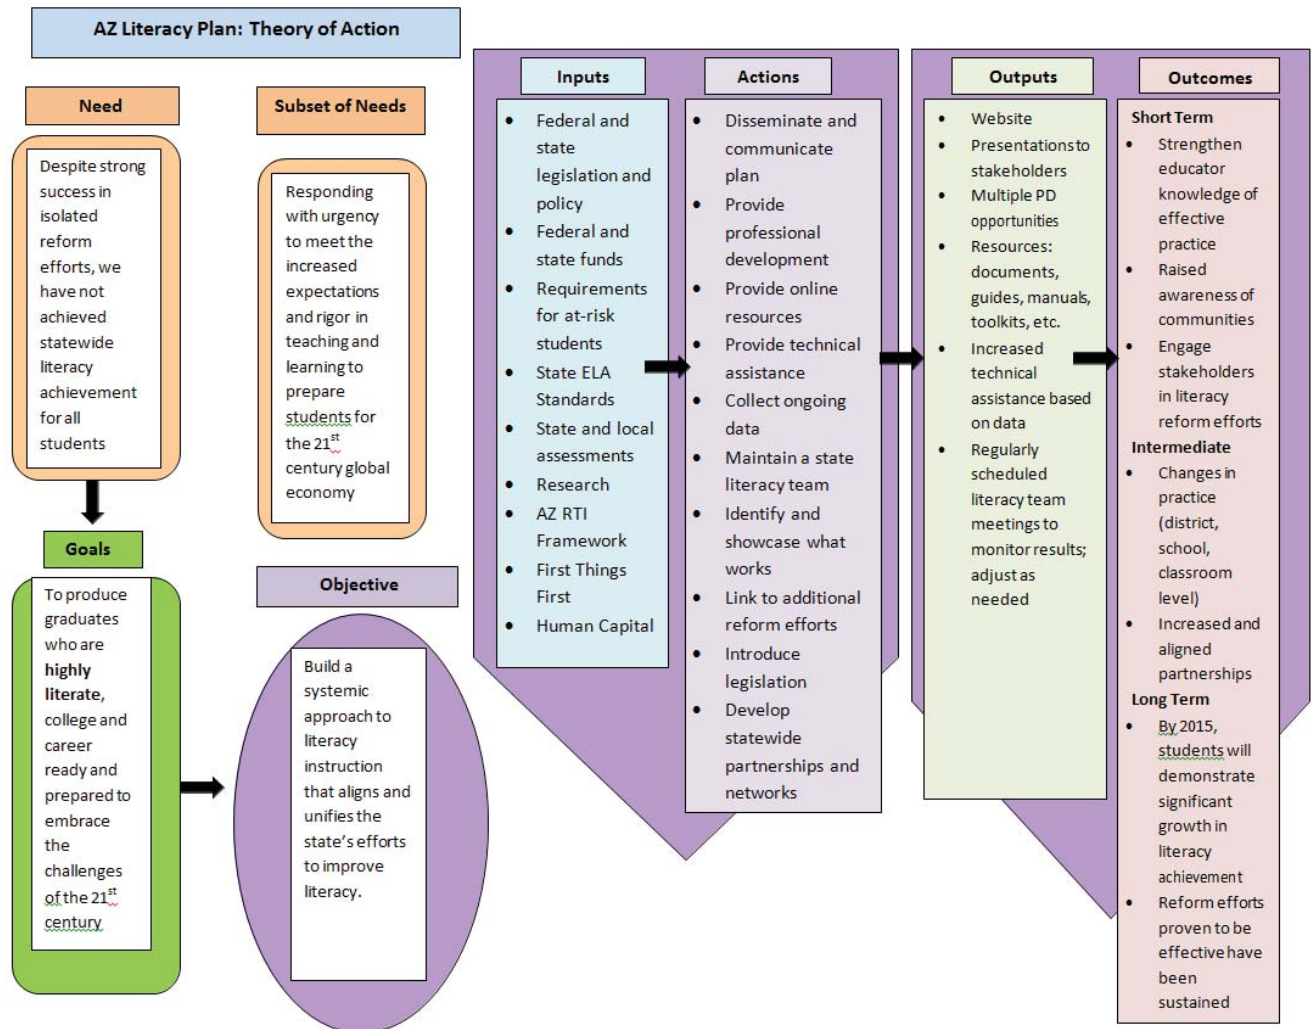 AZ Literacy Plan: Theory of Action
Need
Despite strong
success in
isolated
reform
efforts, we
have not
achieved
statewide
literacy
achievement
for all
students
Subset of Needs
Responding
with urgency
to meet the
increased
expectations
and rigor in
teaching and
learning to
prepare
students for
the 21st
century global
economy
Goals
To produce
graduates
who are
highly
literate,
college and
career
ready and
prepared to
embrace
the
challenges
of the 21st
century
Objective
Build a
systemic
approach to
literacy
instruction
that aligns and
unifies the
state's efforts
to improve
literacy.
Inputs
• Federal and
state
legislation and
policy
• Federal and
state funds
• Requirements
for at-risk
students
• State ELA
Standards
• State and local
assessments
• Research
• AZ RTI
Framework
• First Things
First
• Human Capital
Actions
• Disseminate and
communicate
plan
• Provide
professional
development
• Provide online
resources
• Provide technical
assistance
• Collect ongoing
data
• Maintain a state
literacy team
• Identify and
showcase what
works
• Link to additional
reform efforts
• Introduce
legislation
• Develop
statewide
partnerships and
networks
Outputs
• Website
• Presentations to
stakeholders
• Multiple PD
opportunities
• Resources:
documents,
guides, manuals,
toolkits, etc.
• Increased
technical
assistance based
on data
• Regularly
scheduled
literacy team
meetings to
monitor results;
adjust as
needed
Outcomes
Short Term
• Strengthen
educator
knowledge of
effective
practice
• Raised
awareness of
communities
• Engage
stakeholders
in literacy
reform efforts
Intermediate
• Changes in
practice
(district,
school,
classroom
level)
• Increased and
aligned
partnerships
Long Term
• By 2015,
students will
demonstrate
significant
growth in
literacy
achievement
• Reform efforts
proven to be
effective have
been
sustained